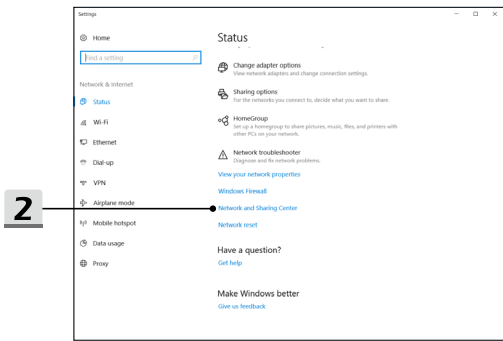 Settings
Home
Find a setting
Network & Internet
Status
Wi-Fi
Ethernet
Dial-up
VPN
Airplane mode
Mobile hotspot
Data usage
Proxy
2
Status
Change adapter options
View network adapters and change connection settings.
Sharing options
For the networks you connect to, decide what you want to share.
HomeGroup
Set up a homegroup to share pictures, music, files, and printers with
other PCs on your network.
Network troubleshooter
Diagnose and fix network problems.
View your network properties
Windows Firewall
Network and Sharing Center
Network reset
Have a question?
Get help
Make Windows better
Give us feedback